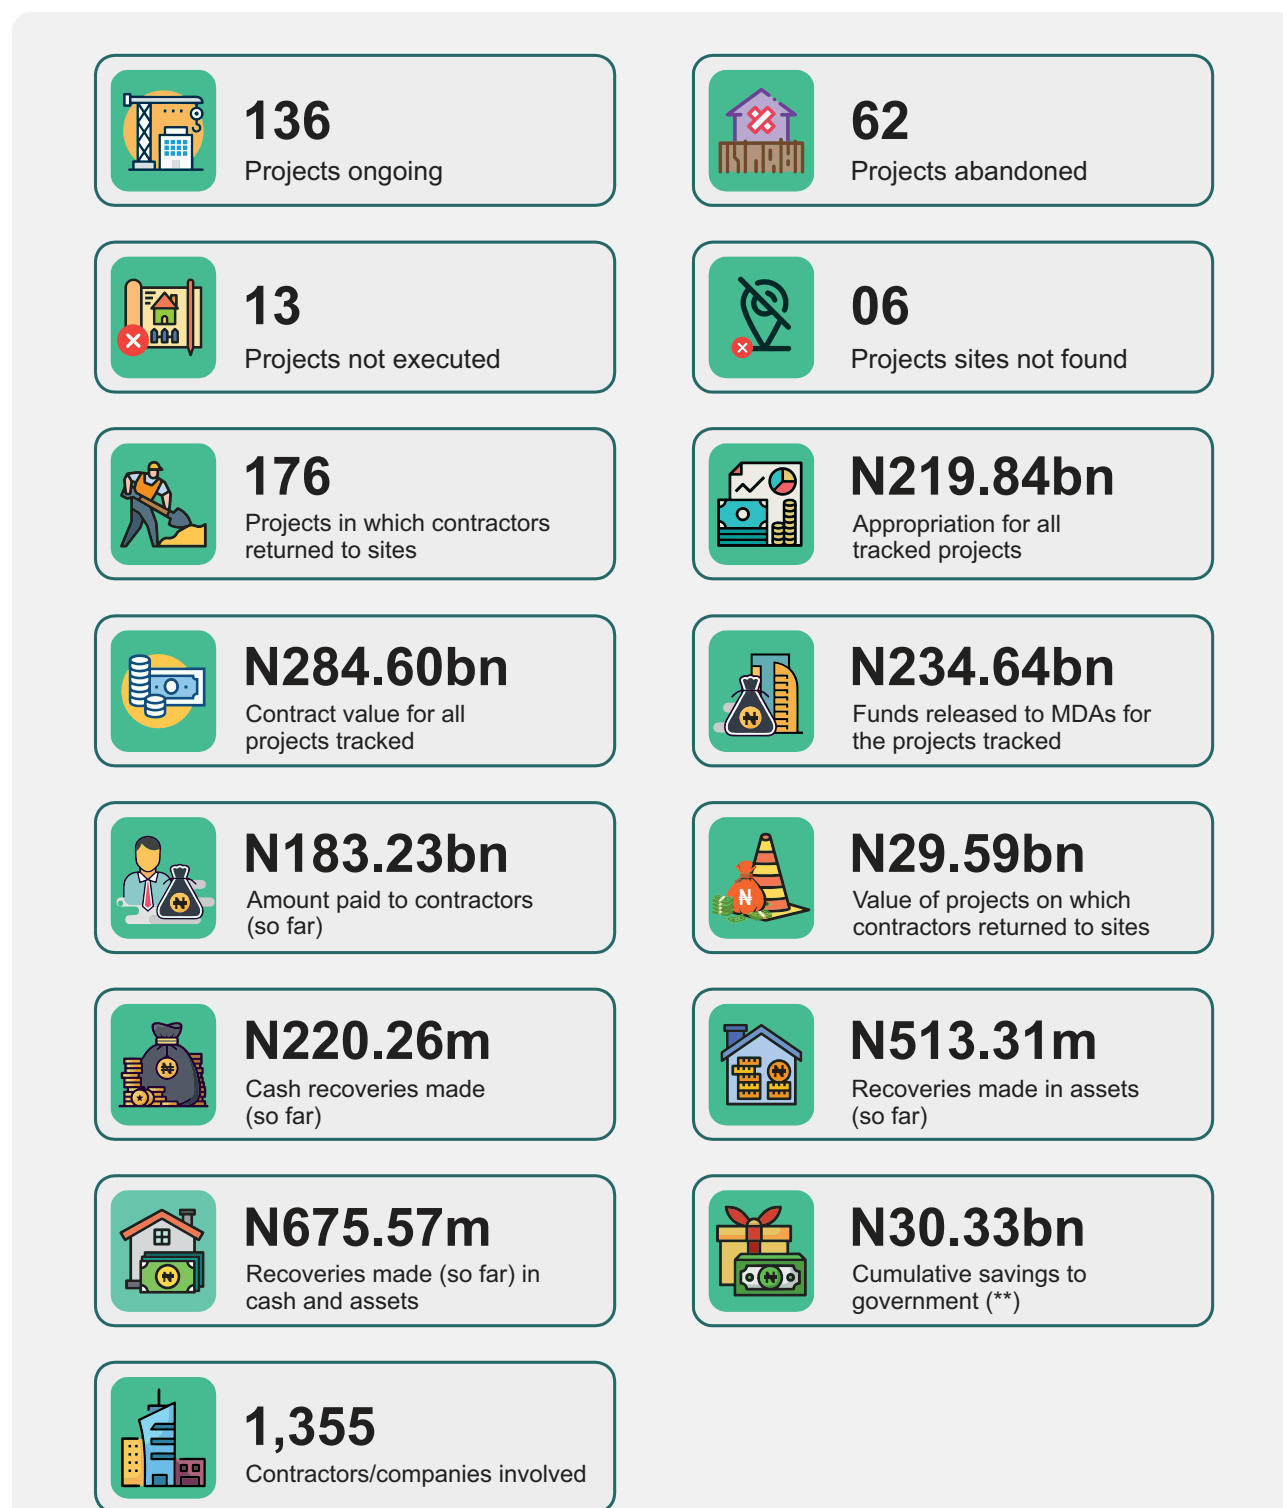 136
Projects ongoing
62
Projects abandoned
13
Projects not executed
06
Projects sites not found
176
Projects in which contractors
returned to sites
N219.84bn
Appropriation for all
tracked projects
N284.60bn
Contract value for all
projects tracked
N234.64bn
Funds released to MDAs for
the projects tracked
N183.23bn
Amount paid to contractors
(so far)
N29.59bn
Value of projects on which
contractors returned to sites
N220.26m
Cash recoveries made
(so far)
N513.31m
Recoveries made in assets
(so far)
N675.57m
Recoveries made (so far) in
cash and assets
N30.33bn
Cumulative savings to
government (**)
1,355
Contractors/companies involved